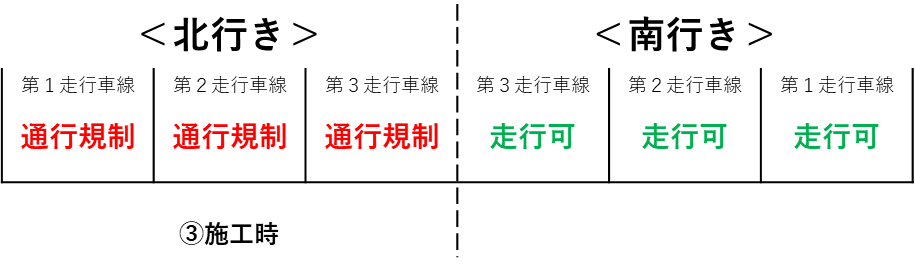 ＜北行き＞ ＜南行き＞
第１走行車線 第２走行車線 第３走行車線 第３走行車線 第２走行車線 第１走行車線
通行規制 通行規制 通行規制 走行可 走行可 走行可
③施工時